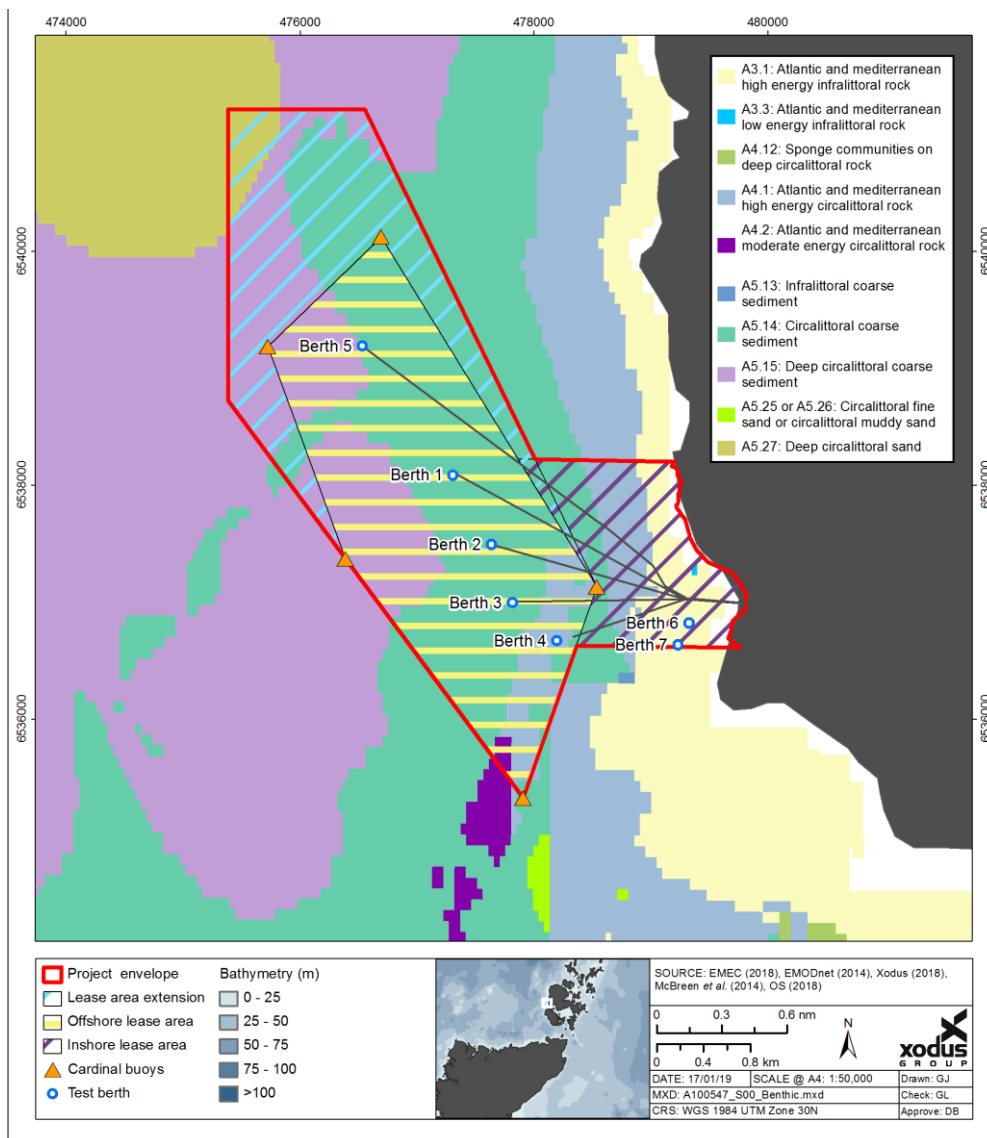 474000
476000
478000
480000
6540000
6538000
6536000
6540000
6538000
6536000
A3.1: Atlantic and mediterranean
high energy infralittoral rock
A3.3: Atlantic and mediterranean
low energy infralittoral rock
A4.12: Sponge communities on
deep circalittoral rock
A4.1: Atlantic and mediterranean
high energy circalittoral rock
A4.2: Atlantic and mediterranean
moderate energy circalittoral rock
A5.13: Infralittoral coarse
sediment
A5.14: Circalittoral coarse
sediment
A5.15: Deep circalittoral coarse
sediment
A5.25 or A5.26: Circalittoral fine
sand or circalittoral muddy sand
A5.27: Deep circalittoral sand
Berth 5
Berth 1
Berth 2
Berth 3
Berth 4
Berth 6
Berth 7
Project envelope
Lease area extension
Offshore lease area
Inshore lease area
Cardinal buoys
Test berth
Bathymetry (m)
0 - 25
25 - 50
50 - 75
75 - 100
>100
SOURCE: EMEC (2018), EMODnet (2014), Xodus (2018),
McBreen et al. (2014), OS (2018)
0 0.3 0.6 nm
0 0.4 0.8 km
N
xodus
GROUP
DATE: 17/01/19
SCALE @ A4: 1:50,000
Drawn: GJ
MXD: A100547_S00_Benthic.mxd
Check: GL
CRS: WGS 1984 UTM Zone 30N
Approve: DB